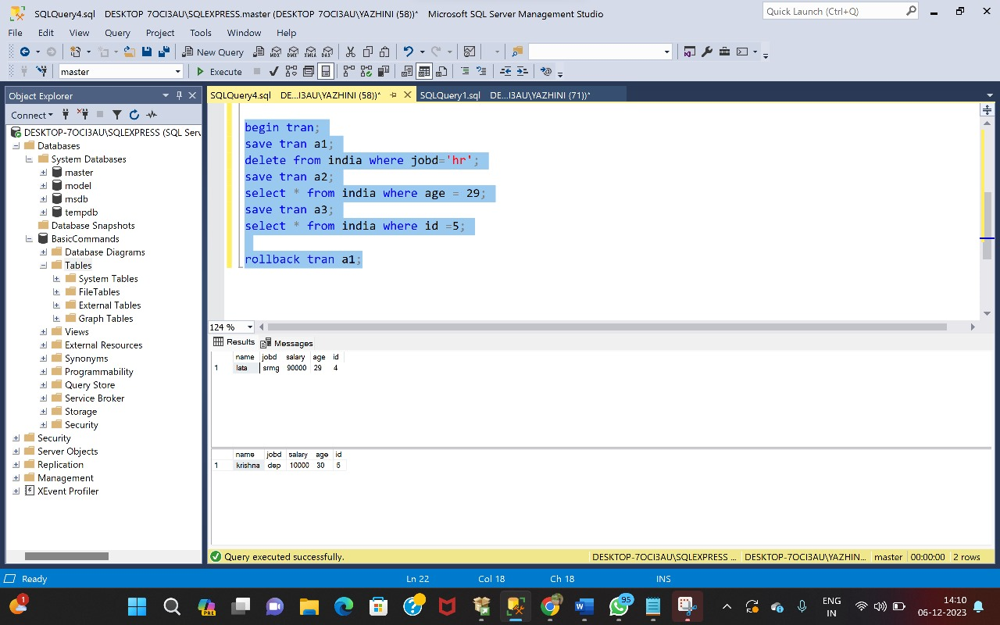 SQLQuery4.sql DESKTOP 7OCI3AU\SQLEXPRESS.master (DESKTOP 7OCI3AU\YAZHINI (58))* Microsoft SQL Server Management Studio
Quick Launch (Ctrl+Q)
File Edit View Query Project Tools Window Help
New Query MDX DMX XMLA DAX
master Execute
Object Explorer
SQLQuery4.sql DE...I3AU\YAZHINI (58))* SQLQuery1.sql DE...I3AU\YAZHINI (71))*
Connect
DESKTOP-7OCI3AU\SQLEXPRESS (SQL Serv
Databases
System Databases
master
model
msdb
tempdb
Database Snapshots
BasicCommands
Database Diagrams
Tables
System Tables
FileTables
External Tables
Graph Tables
Views
External Resources
Synonyms
Programmability
Query Store
Service Broker
Storage
Security
Security
Server Objects
Replication
Management
XEvent Profiler
begin tran;
save tran a1;
delete from india where jobd='hr';
save tran a2;
select * from india where age = 29;
save tran a3;
select * from india where id =5;
rollback tran a1;
124 %
Results Messages
name jobd salary age id
1 lata srmg 90000 29 4
name jobd salary age id
1 krishna dep 10000 30 5
Query executed successfully. DESKTOP-7OCI3AU\SQLEXPRESS ... DESKTOP-7OCI3AU\YAZHIN... master 00:00:00 2 rows
Ready Ln 22 Col 18 Ch 18 INS
1 PRE 95 ENG IN 14:10 06-12-2023